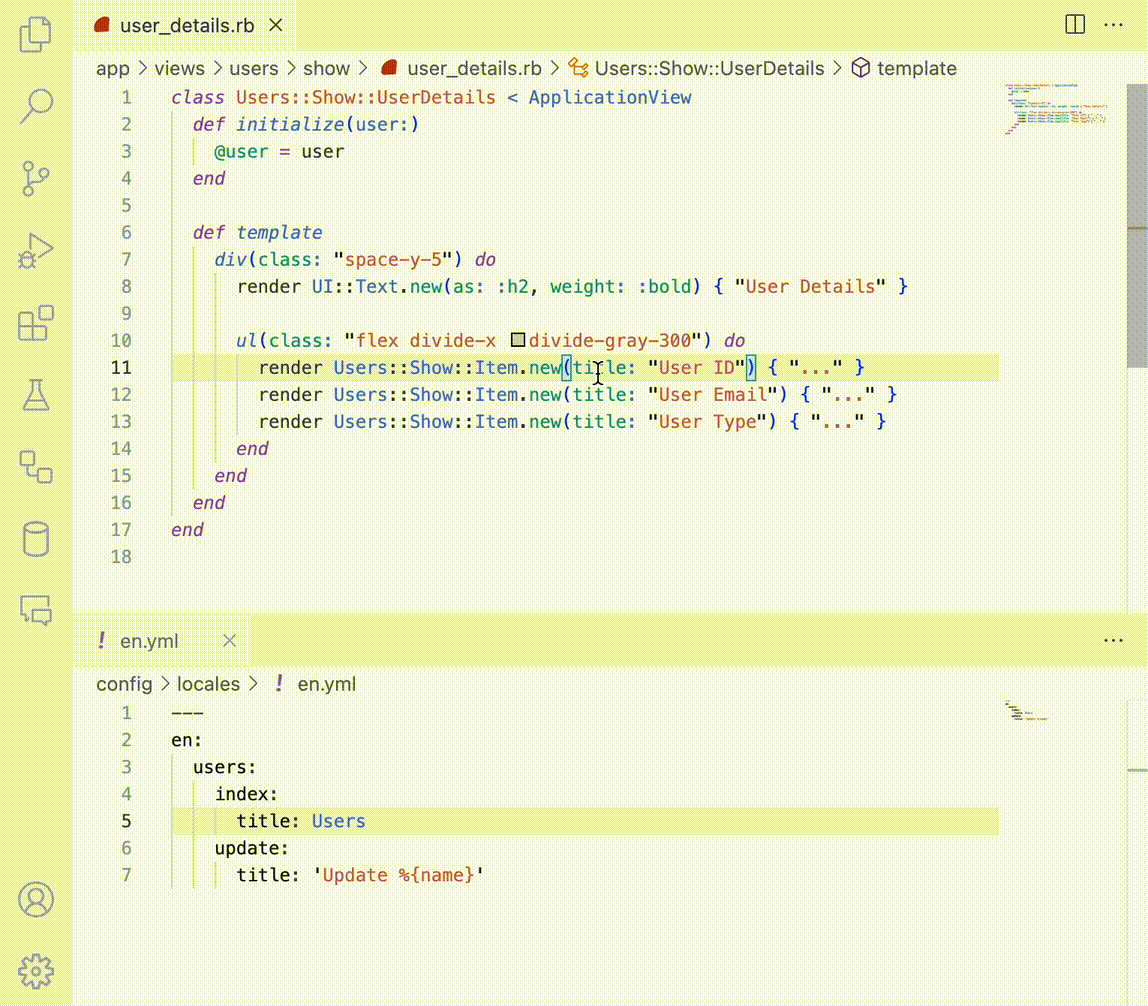 user_details.rb
app > views > users > show > user_details.rb > Users::Show::UserDetails > template
1 class Users::Show::UserDetails < ApplicationView
2   def initialize(user:)
3     @user = user
4   end
5
6   def template
7     div(class: "space-y-5") do
8       render UI::Text.new(as: :h2, weight: :bold) { "User Details" }
9
10       ul(class: "flex divide-x divide-gray-300") do
11         render Users::Show::Item.new(title: "User ID") { "..." }
12         render Users::Show::Item.new(title: "User Email") { "..." }
13         render Users::Show::Item.new(title: "User Type") { "..." }
14       end
15     end
16   end
17 end
18
! en.yml
config > locales > ! en.yml
1 ---
2 en:
3   users:
4     index:
5       title: Users
6     update:
7       title: 'Update %{name}'